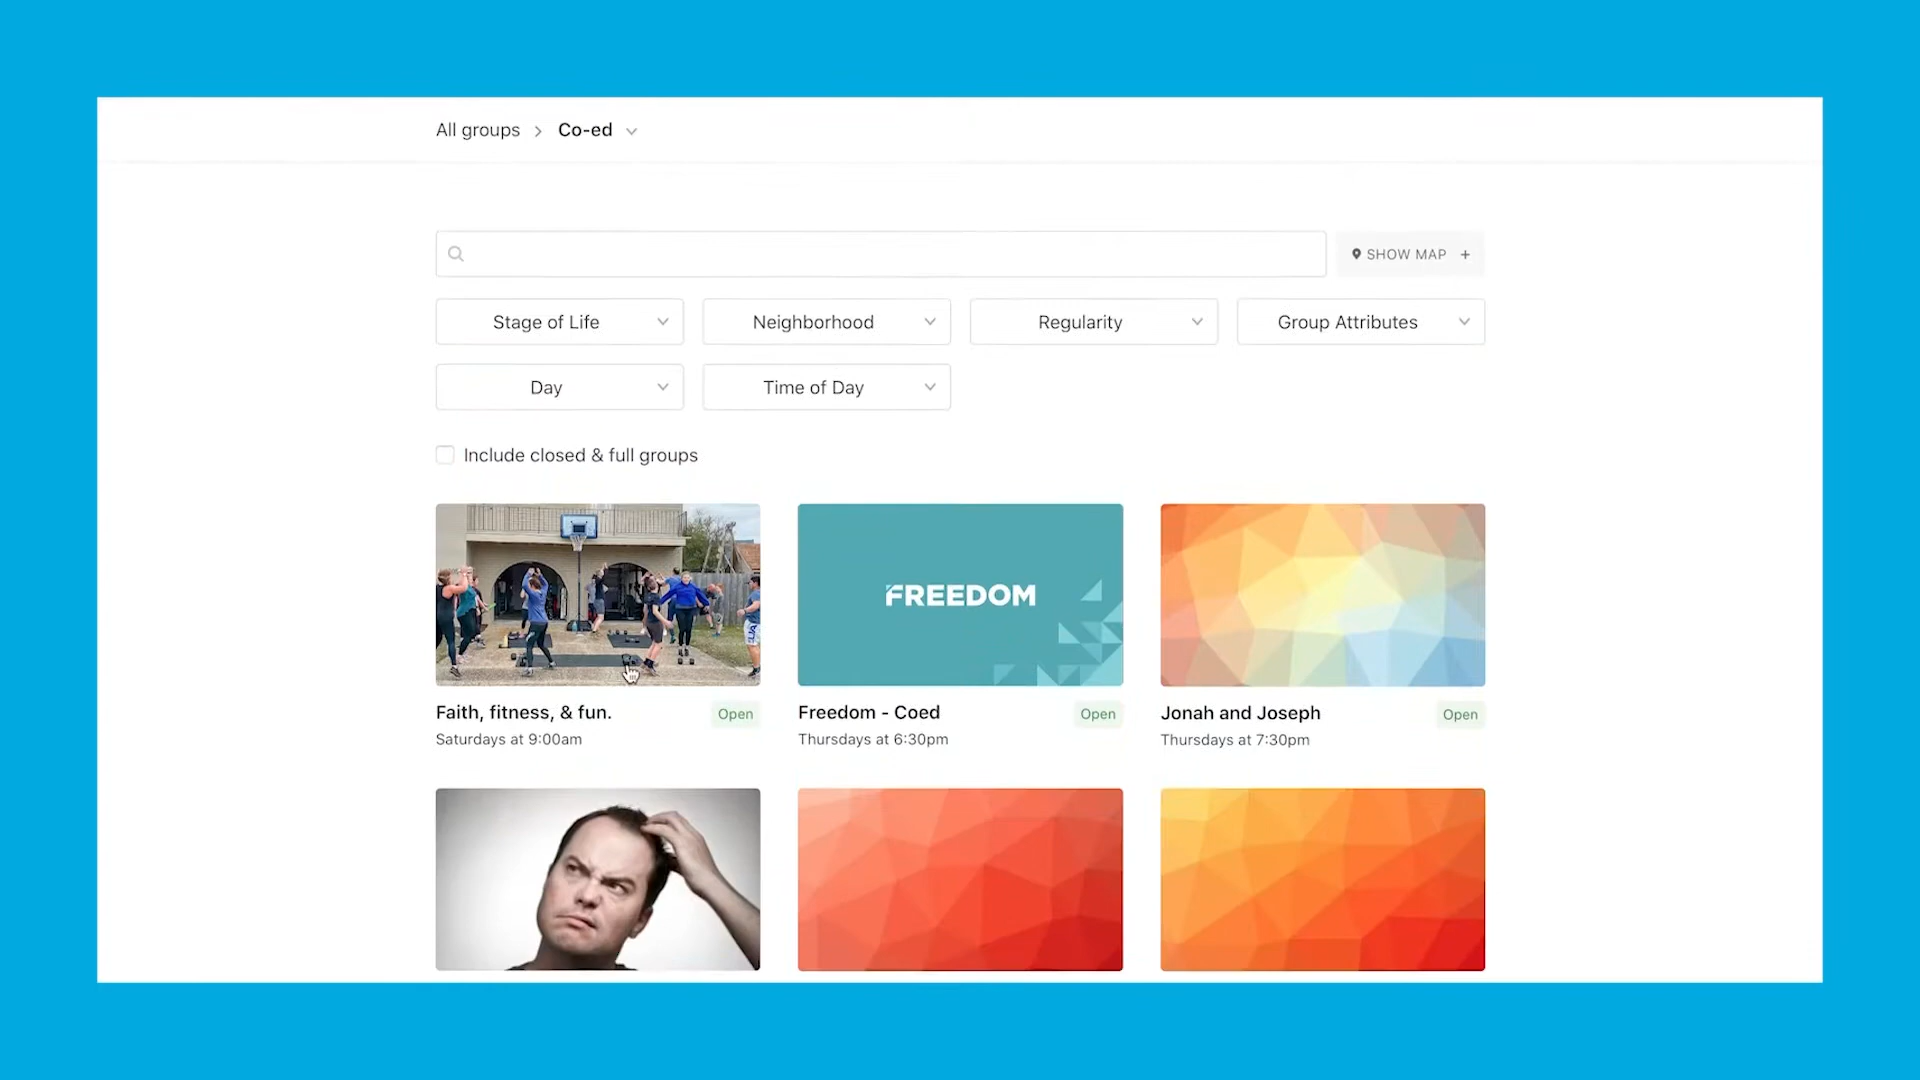 All groups > Co-ed
SHOW MAP +
Stage of Life
Neighborhood
Regularity
Group Attributes
Day
Time of Day
Include closed & full groups
FREEDOM
Faith, fitness, & fun.
Open
Saturdays at 9:00am
Freedom - Coed
Open
Thursdays at 6:30pm
Jonah and Joseph
Open
Thursdays at 7:30pm